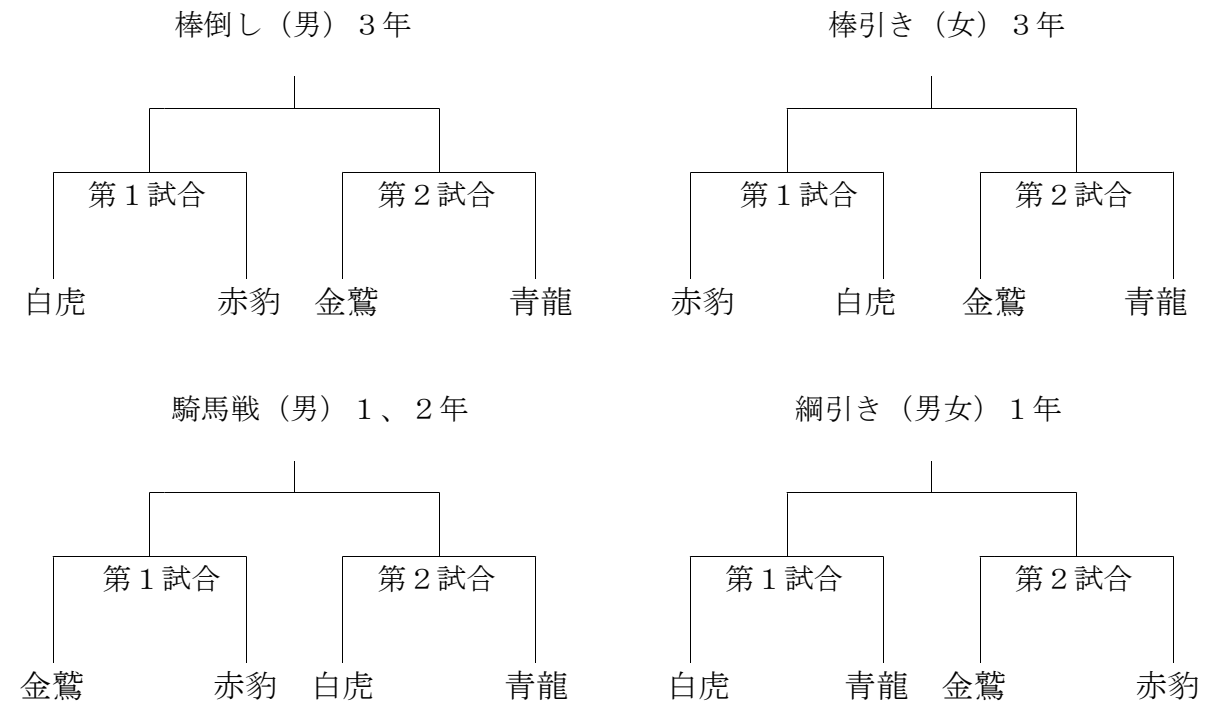 棒倒し（男）３年
第１試合
第２試合
白虎 赤豹 金鷲 青龍
棒引き（女）３年
第１試合
第２試合
赤豹 白虎 金鷲 青龍
騎馬戦（男）１、２年
第１試合
第２試合
金鷲 赤豹 白虎 青龍
綱引き（男女）１年
第１試合
第２試合
白虎 青龍 金鷲 赤豹